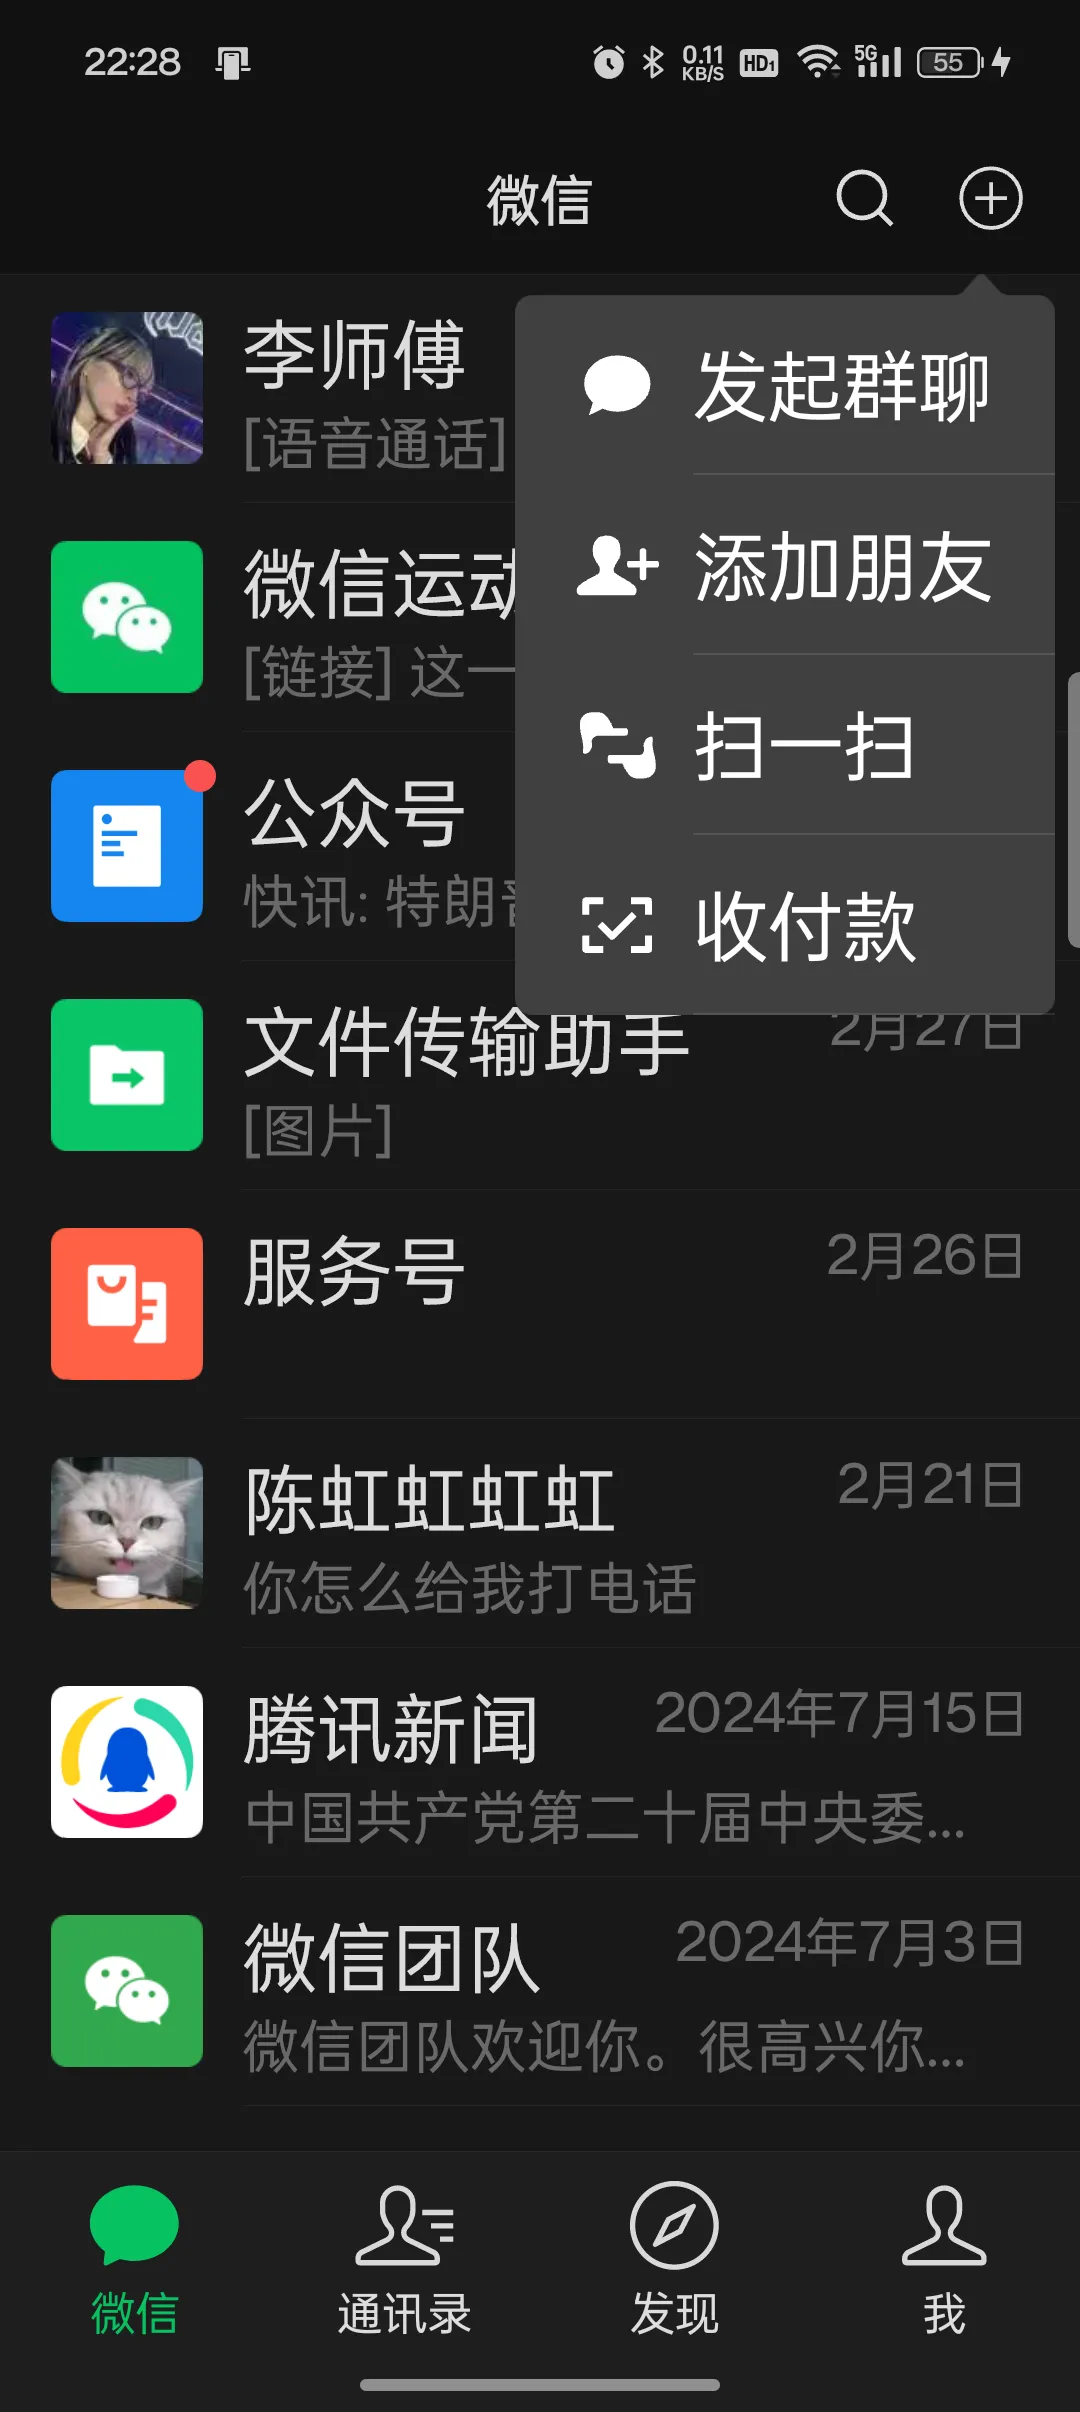 22:28
0.11 KB/S HD1 5G 55
微信
李师傅
[语音通话]
发起群聊
微信运动
[链接] 这一
添加朋友
扫一扫
公众号
快讯: 特朗
收付款
文件传输助手 2月27日
[图片]
服务号 2月26日
陈虹虹虹虹 2月21日
你怎么给我打电话
腾讯新闻 2024年7月15日
中国共产党第二十届中央委...
微信团队 2024年7月3日
微信团队欢迎你。很高兴你...
微信 通讯录 发现 我